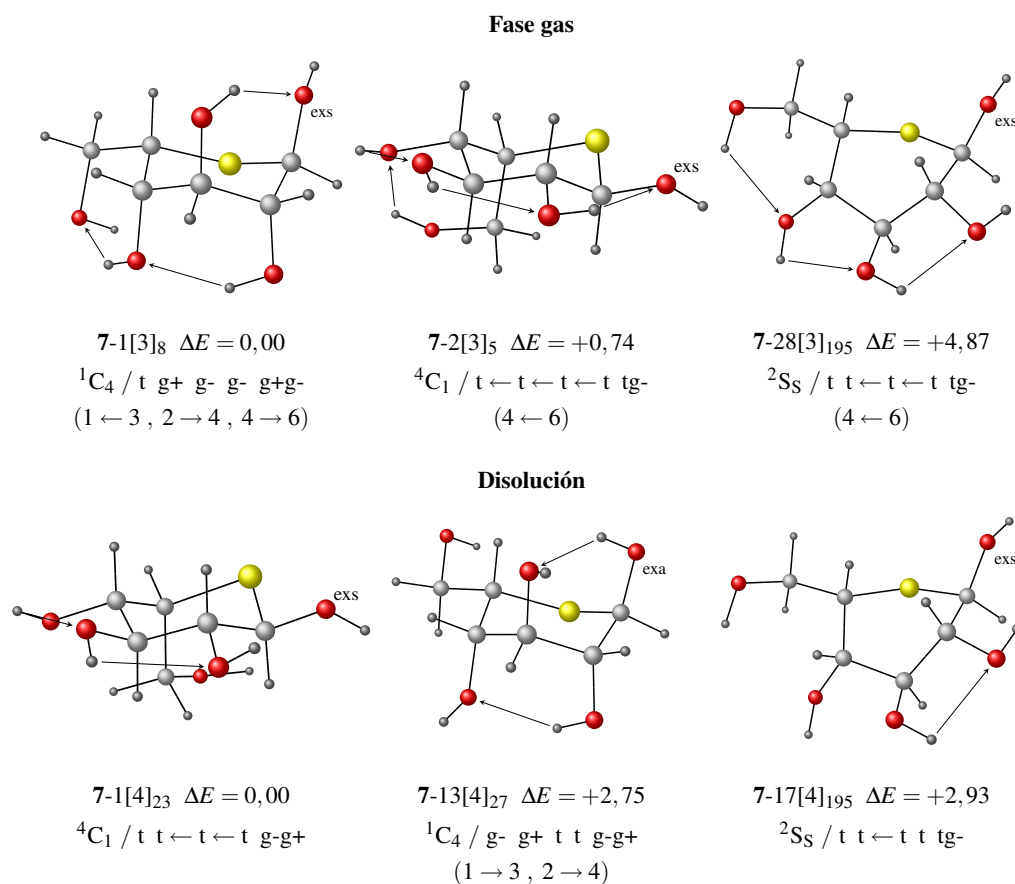 Fase gas
exs
exs
exs
7-1[3]₈ ΔE = 0,00
7-2[3]₅ ΔE = +0,74
7-28[3]₁₉₅ ΔE = +4,87
¹C₄ / t g+ g- g- g+g-
⁴C₁ / t ← t ← t ← t tg-
²S_S / t t ← t ← t tg-
(1 ← 3 , 2 → 4 , 4 → 6)
(4 ← 6)
(4 ← 6)
Disolución
exs
exa
exs
7-1[4]₂₃ ΔE = 0,00
7-13[4]₂₇ ΔE = +2,75
7-17[4]₁₉₅ ΔE = +2,93
⁴C₁ / t t ← t ← t g-g+
¹C₄ / g- g+ t t g-g+
²S_S / t t ← t t tg-
(1 → 3 , 2 → 4)